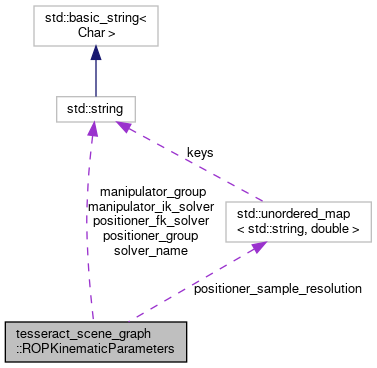 std::basic_string<
Char >
std::string
keys
manipulator_group
manipulator_ik_solver
positioner_fk_solver
positioner_group
solver_name
std::unordered_map
< std::string, double >
positioner_sample_resolution
tesseract_scene_graph
::ROPKinematicParameters